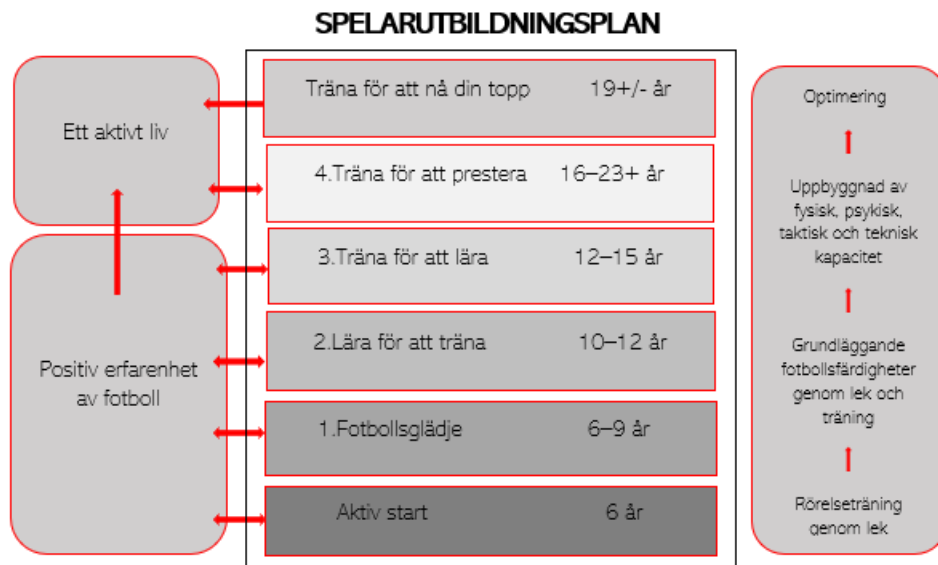 SPELARUTBILDNINGSPLAN
Ett aktivt liv
Positiv erfarenhet
av fotboll
Träna för att nå din topp 19+/- år
4.Träna för att prestera 16–23+ år
3.Träna för att lära 12–15 år
2.Lära för att träna 10–12 år
1.Fotbollsglädje 6–9 år
Aktiv start 6 år
Optimering
Uppbyggnad av
fysisk, psykisk,
taktisk och teknisk
kapacitet
Grundläggande
fotbollsfärdigheter
genom lek och
träning
Rörelseträning
genom lek